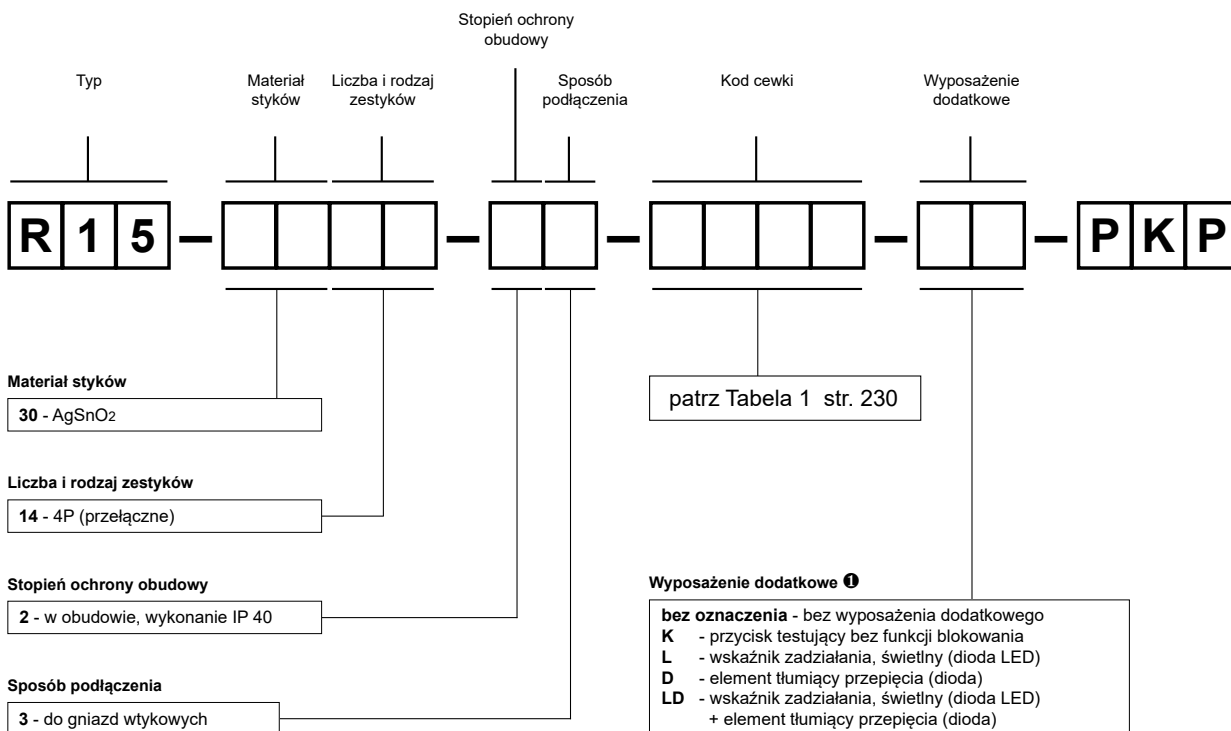 Stopień ochrony
obudowy
Typ
Materiał
styków
Liczba i rodzaj
zestyków
Sposób
podłączenia
Kod cewki
Wyposażenie
dodatkowe
R15 – – – – – PKP
Materiał styków
30 - AgSnO2
patrz Tabela 1 str. 230
Liczba i rodzaj zestyków
14 - 4P (przełączne)
Stopień ochrony obudowy
2 - w obudowie, wykonanie IP 40
Sposób podłączenia
3 - do gniazd wtykowych
Wyposażenie dodatkowe ❶
bez oznaczenia - bez wyposażenia dodatkowego
K - przycisk testujący bez funkcji blokowania
L - wskaźnik zadziałania, świetlny (dioda LED)
D - element tłumiący przepięcia (dioda)
LD - wskaźnik zadziałania, świetlny (dioda LED)
+ element tłumiący przepięcia (dioda)